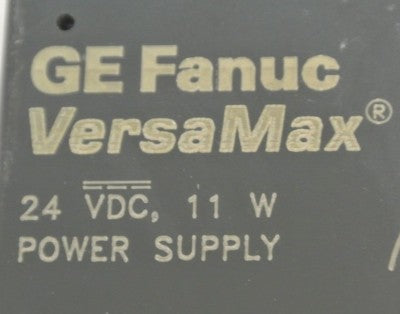 GE Fanuc
VersaMax®
24 VDC, 11 W
POWER SUPPLY